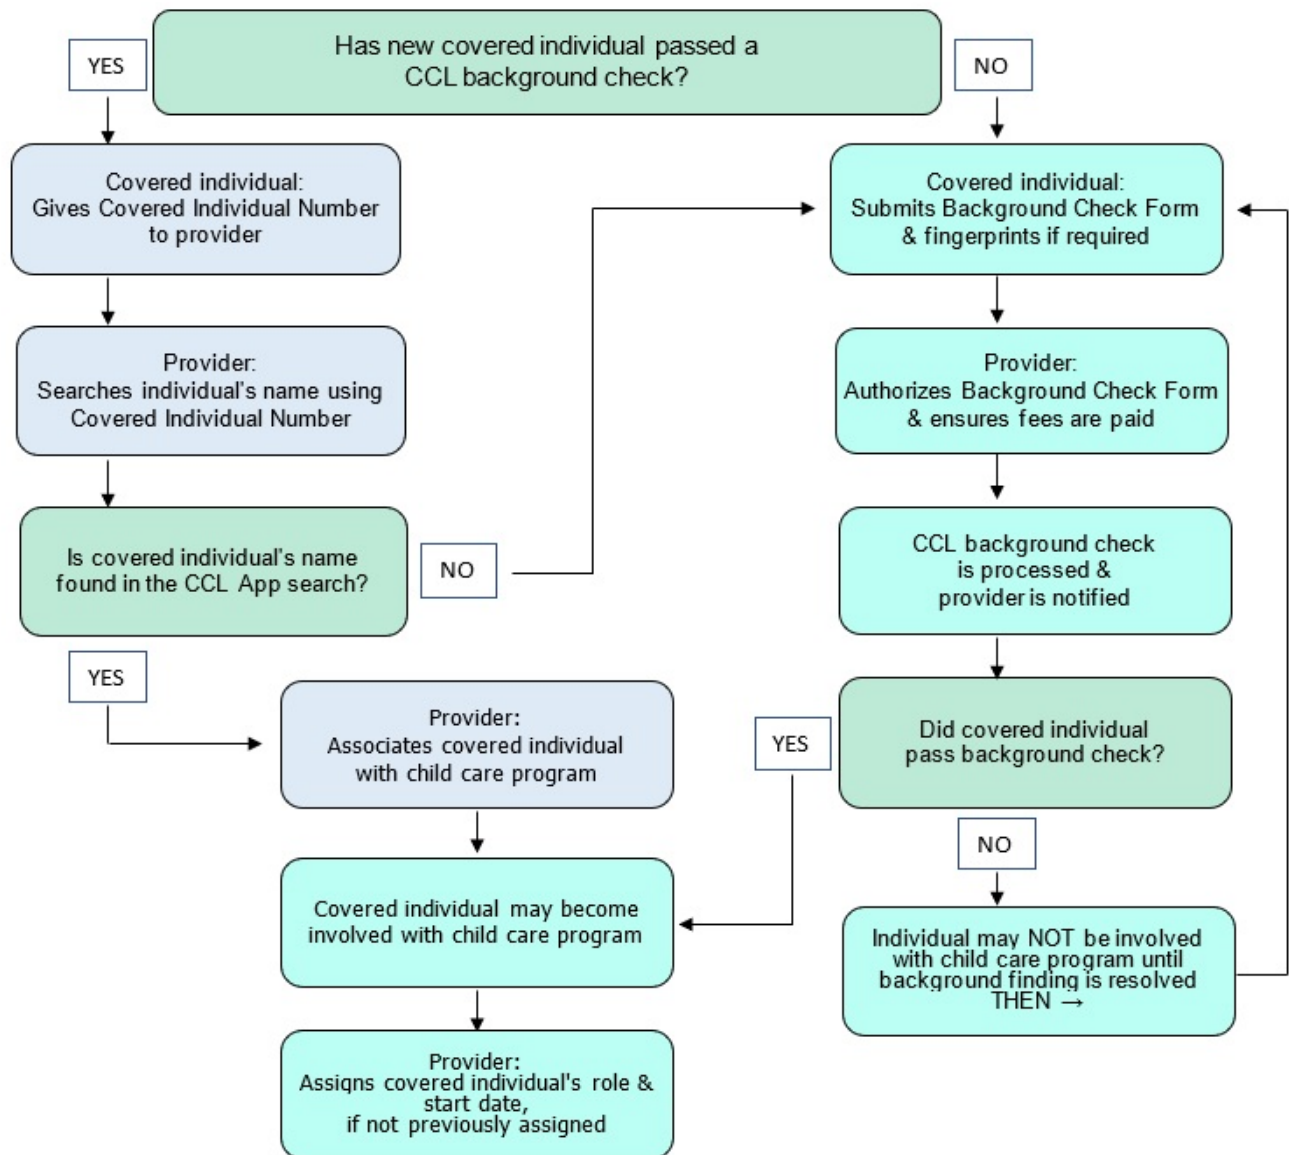 Has new covered individual passed a
CCL background check?
YES
NO
Covered individual:
Gives Covered Individual Number
to provider
Covered individual:
Submits Background Check Form
& fingerprints if required
Provider:
Searches individual's name using
Covered Individual Number
Provider:
Authorizes Background Check Form
& ensures fees are paid
Is covered individual's name
found in the CCL App search?
NO
CCL background check
is processed &
provider is notified
YES
Provider:
Associates covered individual
with child care program
YES
Did covered individual
pass background check?
NO
Covered individual may become
involved with child care program
Individual may NOT be involved
with child care program until
background finding is resolved
THEN →
Provider:
Assigns covered individual's role &
start date,
if not previously assigned